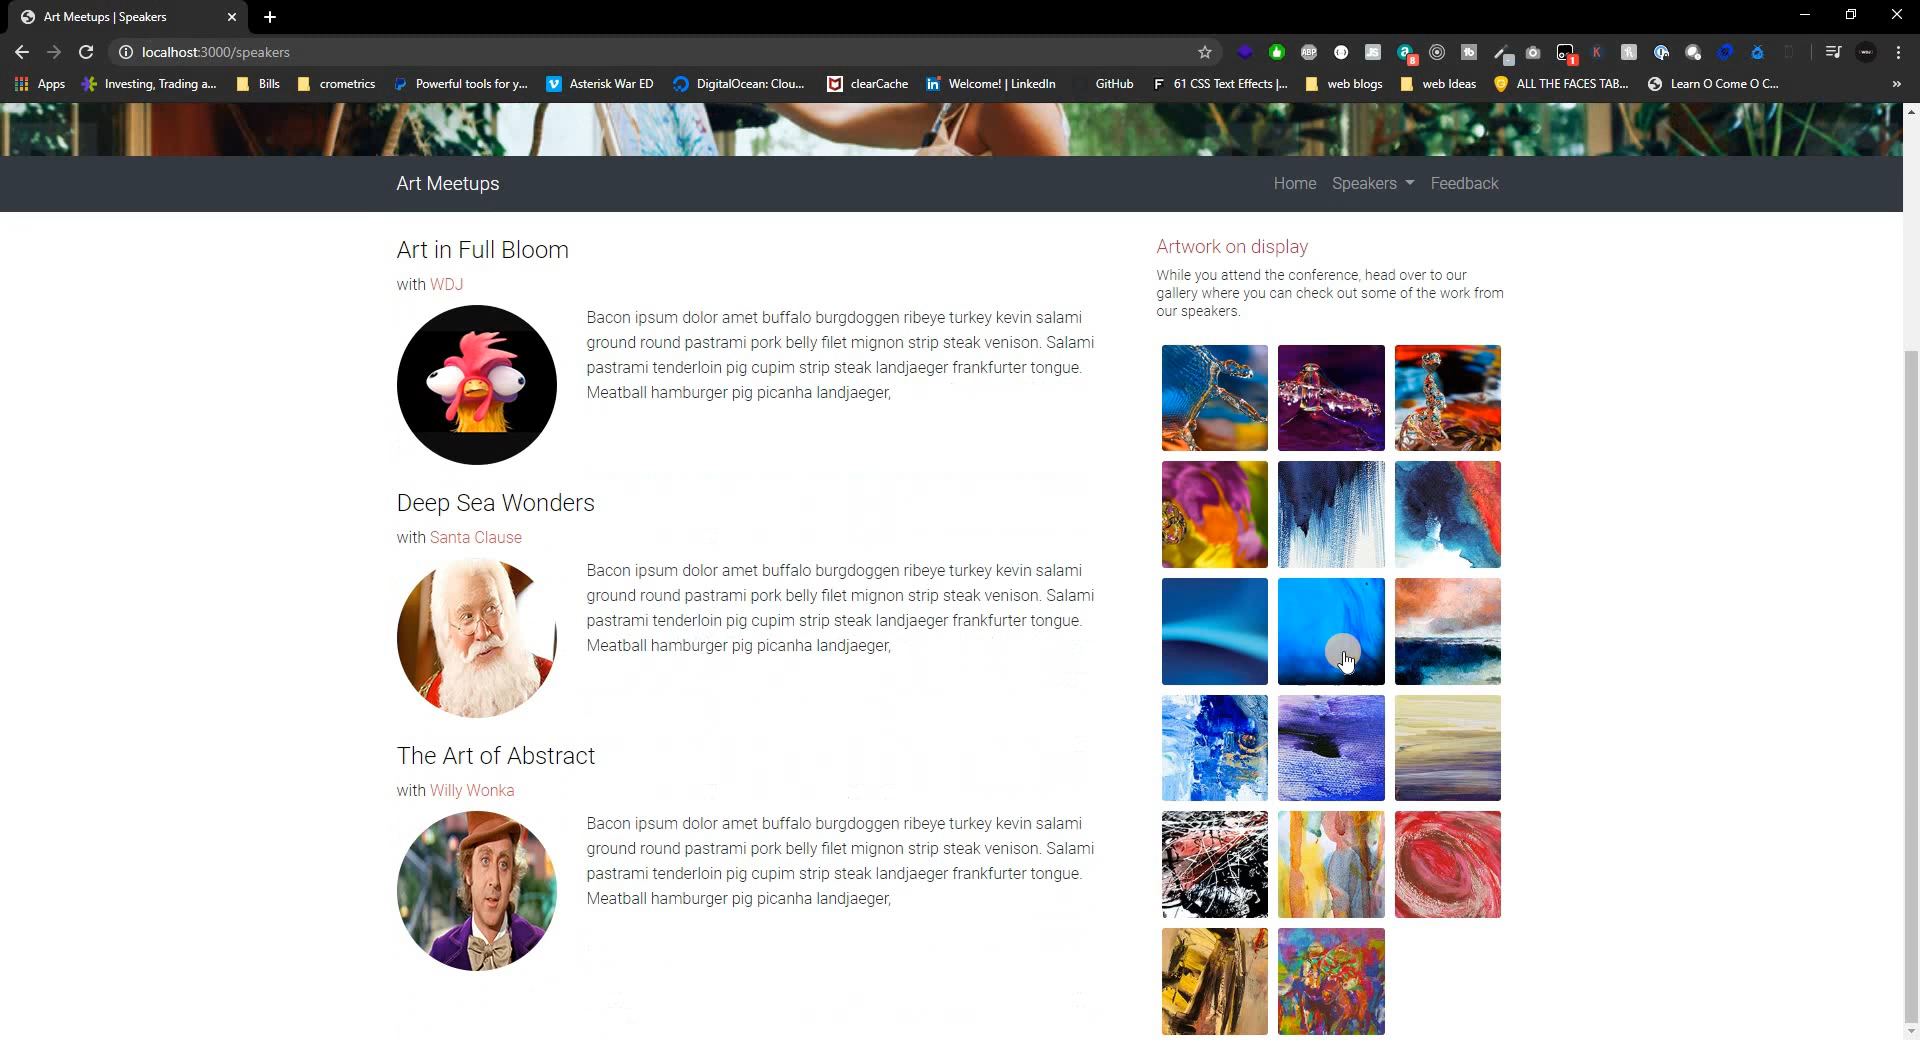 Art Meetups | Speakers
localhost:3000/speakers
ABP
JS
a
8
tb
1
K
JS
Apps
Investing, Trading a...
Bills
crometrics
Powerful tools for y...
Asterisk War ED
DigitalOcean: Clou...
clearCache
Welcome! | LinkedIn
GitHub
61 CSS Text Effects |...
web blogs
web Ideas
ALL THE FACES TAB...
Learn O Come O C...
Art Meetups
Home
Speakers
Feedback
Art in Full Bloom
with WDJ
Bacon ipsum dolor amet buffalo burgdoggen ribeye turkey kevin salami
ground round pastrami pork belly filet mignon strip steak venison. Salami
pastrami tenderloin pig cupim strip steak landjaeger frankfurter tongue.
Meatball hamburger pig picanha landjaeger,
Deep Sea Wonders
with Santa Clause
Bacon ipsum dolor amet buffalo burgdoggen ribeye turkey kevin salami
ground round pastrami pork belly filet mignon strip steak venison. Salami
pastrami tenderloin pig cupim strip steak landjaeger frankfurter tongue.
Meatball hamburger pig picanha landjaeger,
The Art of Abstract
with Willy Wonka
Bacon ipsum dolor amet buffalo burgdoggen ribeye turkey kevin salami
ground round pastrami pork belly filet mignon strip steak venison. Salami
pastrami tenderloin pig cupim strip steak landjaeger frankfurter tongue.
Meatball hamburger pig picanha landjaeger,
Artwork on display
While you attend the conference, head over to our
gallery where you can check out some of the work from
our speakers.